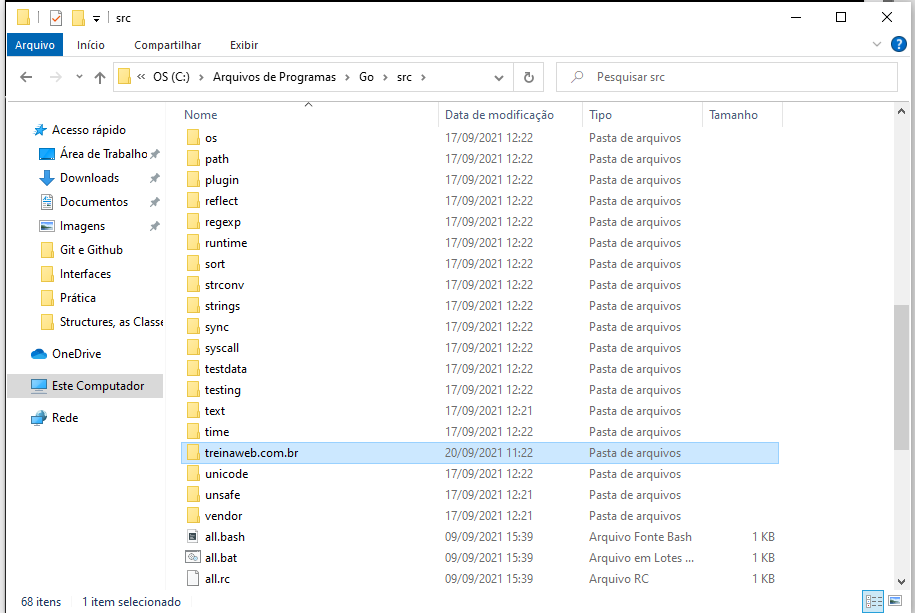 src
Arquivo Início Compartilhar Exibir
?
« OS (C:) › Arquivos de Programas › Go › src ›
Pesquisar src
Acesso rápido
Área de Trabalho
Downloads
Documentos
Imagens
Git e Github
Interfaces
Prática
Structures, as Classe
OneDrive
Este Computador
Rede
Nome Data de modificação Tipo Tamanho
os 17/09/2021 12:22 Pasta de arquivos
path 17/09/2021 12:22 Pasta de arquivos
plugin 17/09/2021 12:22 Pasta de arquivos
reflect 17/09/2021 12:22 Pasta de arquivos
regexp 17/09/2021 12:22 Pasta de arquivos
runtime 17/09/2021 12:22 Pasta de arquivos
sort 17/09/2021 12:22 Pasta de arquivos
strconv 17/09/2021 12:22 Pasta de arquivos
strings 17/09/2021 12:22 Pasta de arquivos
sync 17/09/2021 12:22 Pasta de arquivos
syscall 17/09/2021 12:22 Pasta de arquivos
testdata 17/09/2021 12:22 Pasta de arquivos
testing 17/09/2021 12:22 Pasta de arquivos
text 17/09/2021 12:21 Pasta de arquivos
time 17/09/2021 12:22 Pasta de arquivos
treinaweb.com.br 20/09/2021 11:22 Pasta de arquivos
unicode 17/09/2021 12:22 Pasta de arquivos
unsafe 17/09/2021 12:21 Pasta de arquivos
vendor 17/09/2021 12:21 Pasta de arquivos
all.bash 09/09/2021 15:39 Arquivo Fonte Bash 1 KB
all.bat 09/09/2021 15:39 Arquivo em Lotes ... 1 KB
all.rc 09/09/2021 15:39 Arquivo RC 1 KB
68 itens 1 item selecionado